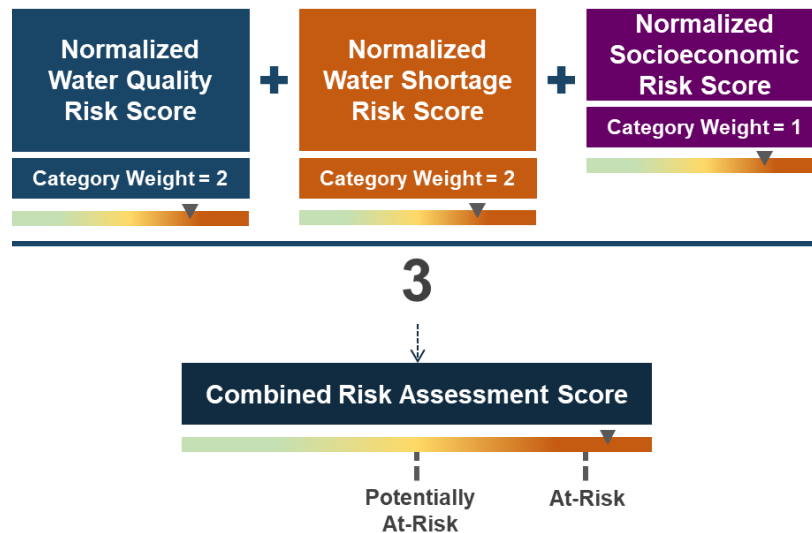 Normalized
Water Quality
Risk Score
+
Normalized
Water Shortage
Risk Score
+
Normalized
Socioeconomic
Risk Score
Category Weight = 2
Category Weight = 2
Category Weight = 1
3
Combined Risk Assessment Score
Potentially
At-Risk
At-Risk